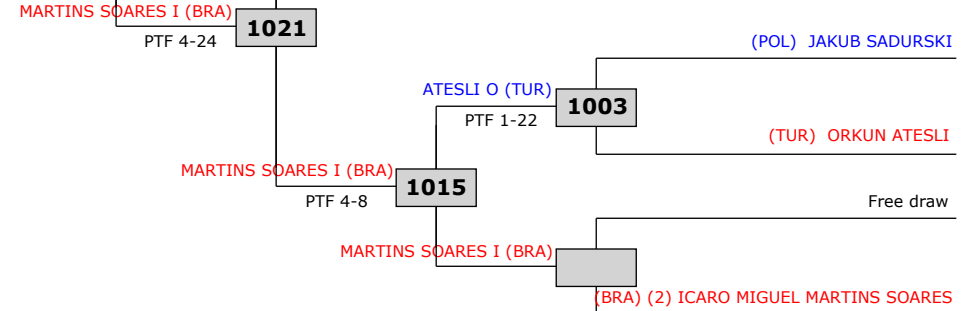 MARTINS SOARES I (BRA)
1021
PTF 4-24
(POL) JAKUB SADURSKI
ATESLI O (TUR)
1003
PTF 1-22
(TUR) ORKUN ATESLI
MARTINS SOARES I (BRA)
1015
PTF 4-8
Free draw
MARTINS SOARES I (BRA)
(BRA) (2) ICARO MIGUEL MARTINS SOARES